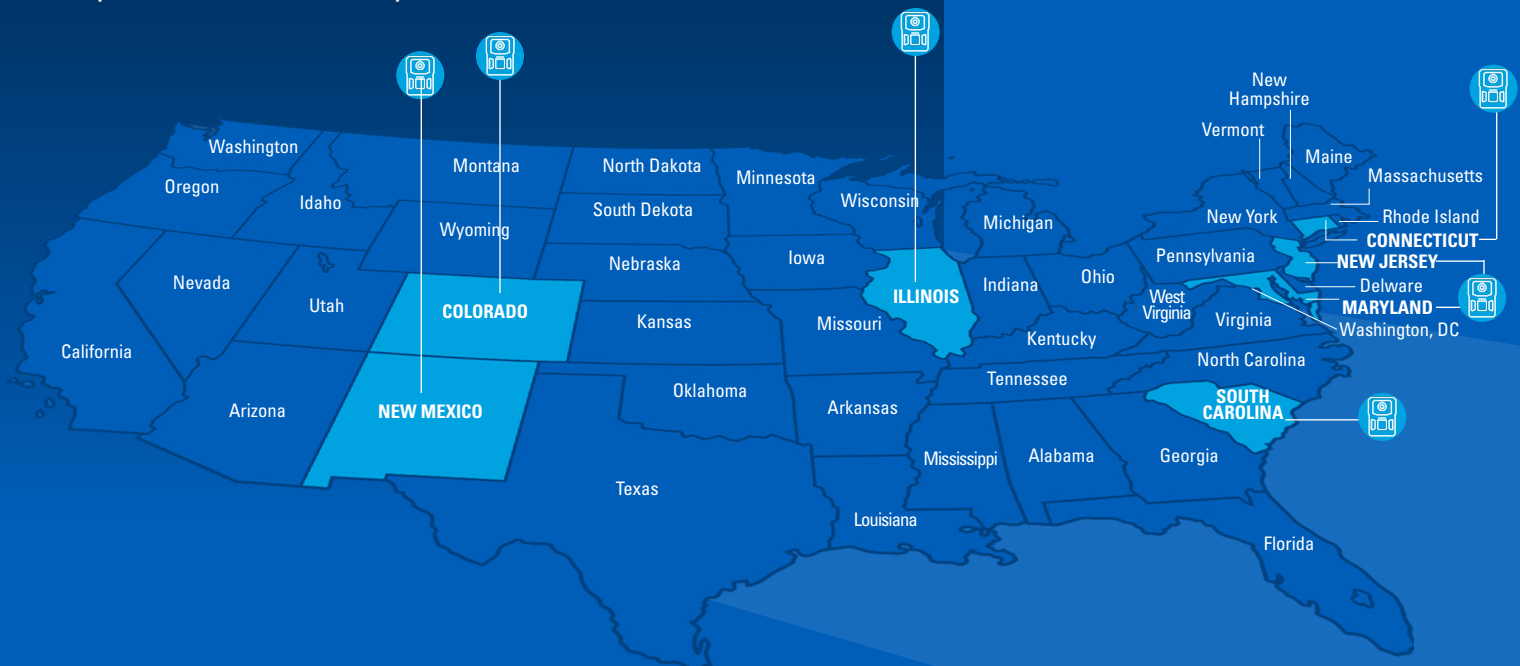 New
Hampshire
Vermont
Maine
Massachusetts
Washington
Montana
North Dakota
Minnesota
Oregon
Idaho
Wisconsin
South Dekota
Michigan
New York
Rhode Island
Wyoming
CONNECTICUT
Pennsylvania
NEW JERSEY
Iowa
Nebraska
Nevada
Ohio
Indiana
Delware
Utah
ILLINOIS
West
Virginia
MARYLAND
COLORADO
Kansas
Missouri
Virginia
Washington, DC
California
Kentucky
North Carolina
Tennessee
Oklahoma
SOUTH
CAROLINA
Arizona
NEW MEXICO
Arkansas
Mississippi
Alabama
Georgia
Texas
Louisiana
Florida